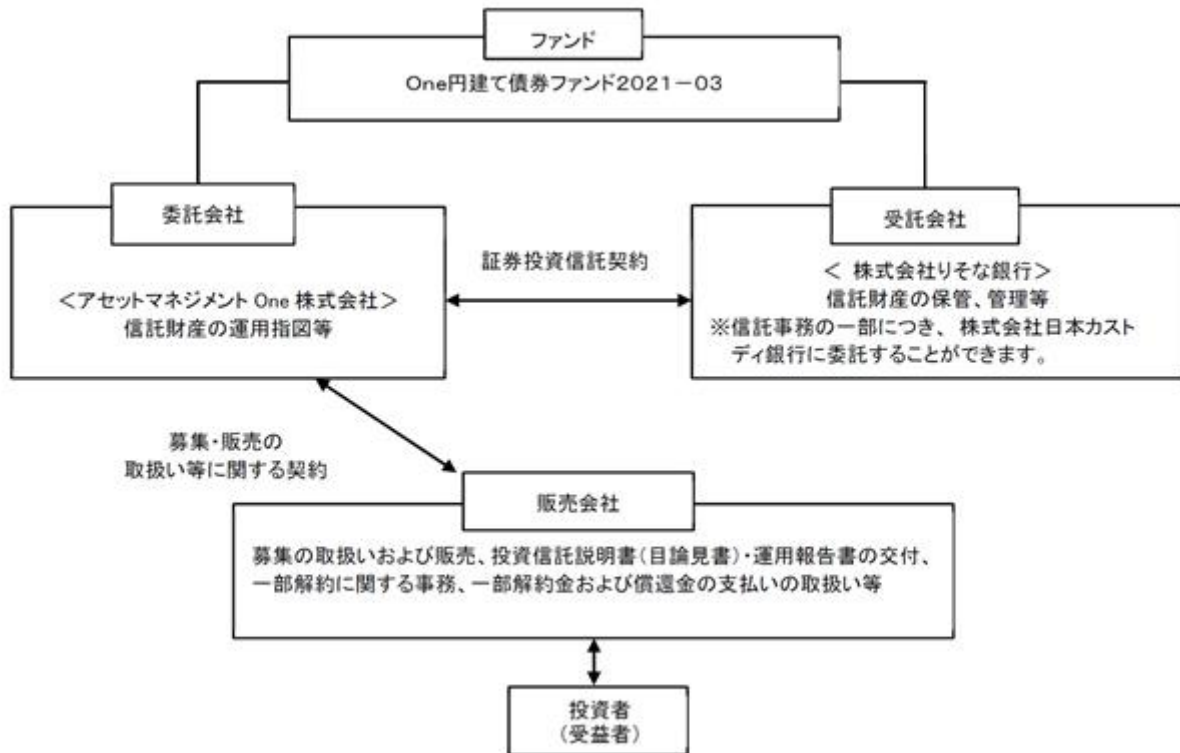 ファンド
One円建て債券ファンド2021－03
委託会社
＜アセットマネジメント One 株式会社＞
信託財産の運用指図等
証券投資信託契約
受託会社
＜ 株式会社りそな銀行＞
信託財産の保管、管理等
※信託事務の一部につき、 株式会社日本カスト
ディ銀行に委託することができます。
募集・販売の
取扱い等に関する契約
販売会社
募集の取扱いおよび販売、投資信託説明書（目論見書）・運用報告書の交付、
一部解約に関する事務、一部解約金および償還金の支払いの取扱い等
投資者
（受益者）